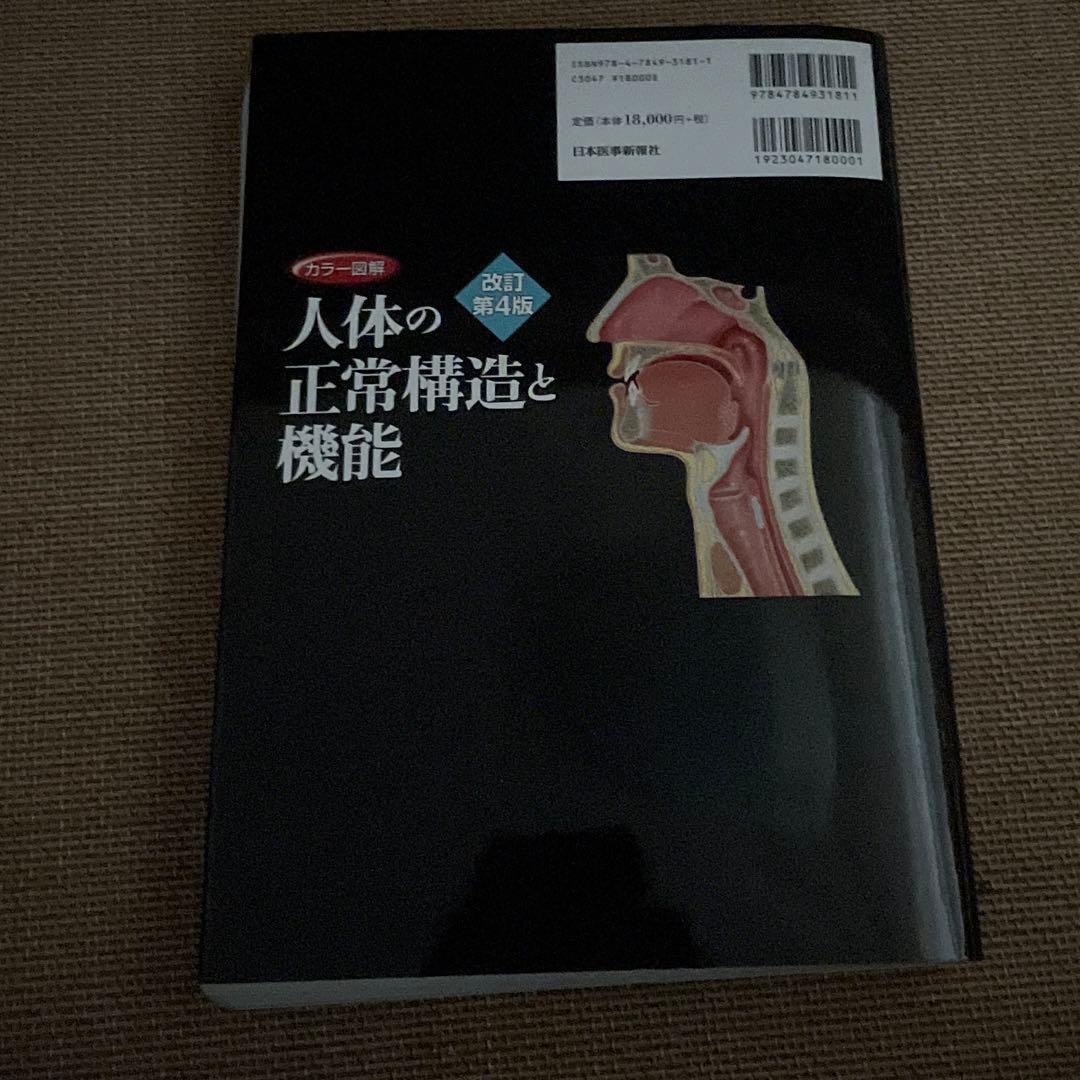 ISBN978-4-7849-3181-1
C3047 ¥18000E
定価（本体18,000円+税）
日本医事新報社
9784784931811
1923047180001
カラー図解
改訂
第4版
人体の
正常構造と
機能